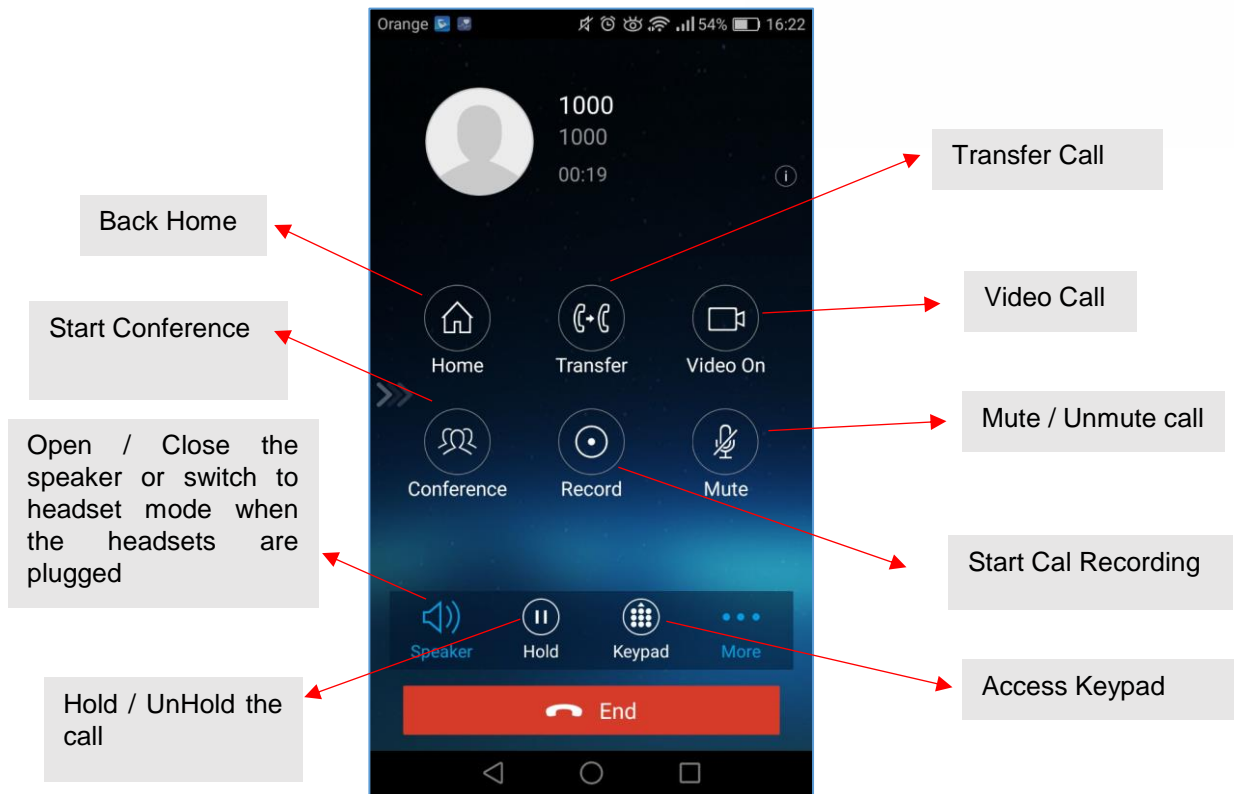 Orange 54% 16:22
1000
1000
00:19
Transfer Call
Back Home
Video Call
Start Conference
Home Transfer Video On
Mute / Unmute call
Open / Close the
speaker or switch to
headset mode when
the headsets are
plugged
Conference Record Mute
Start Cal Recording
Speaker Hold Keypad More
Access Keypad
Hold / UnHold the
call
End